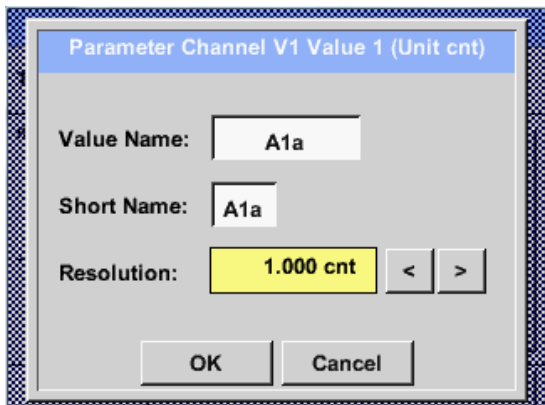 Parameter Channel V1 Value 1 (Unit cnt)
Value Name: A1a
Short Name: A1a
Resolution: 1.000 cnt < >
OK Cancel